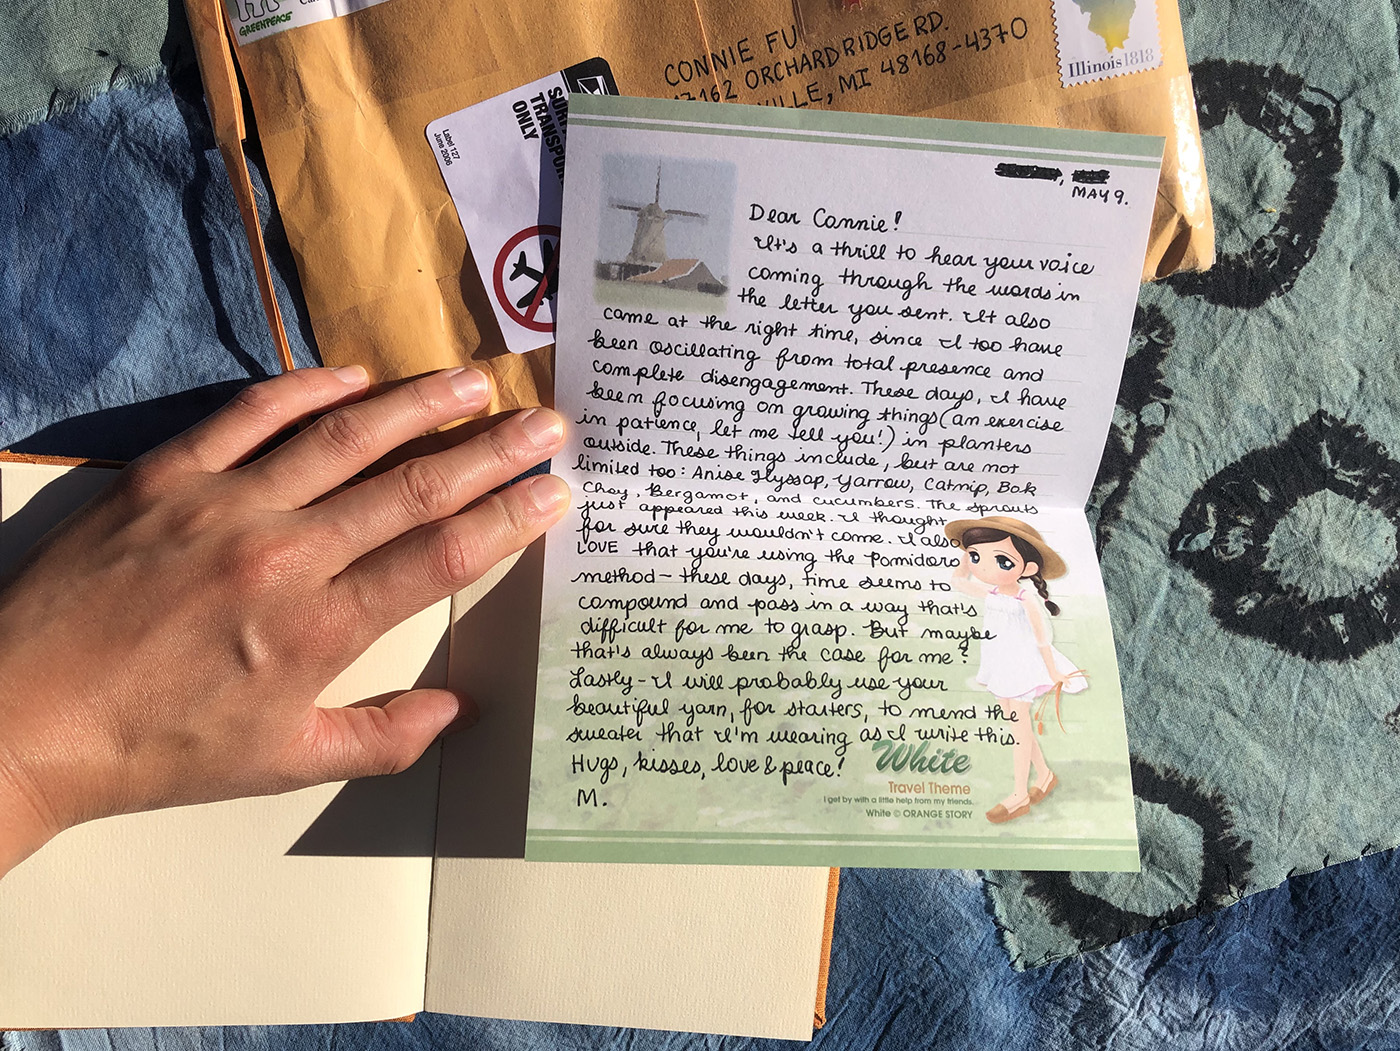 GREENPEACE
CONNIE FU
17162 ORCHARD RIDGE RD.
VILLE, MI 48168-4370
Illinois 1818
TRANSPOR
ONLY
Label 127
June 2006
MAY 9.
Dear Connie!
It's a thrill to hear your voice
coming through the words in
the letter you sent. It also
came at the right time, since I too have
been oscillating from total presence and
complete disengagement. These days, I have
been focusing on growing things (an exercise
in patience, let me tell you!) in planters
outside. These things include, but are not
limited too: Anise Hyssop, Yarrow, Catnip, Bok
Choy, Bergamot, and cucumbers. The sprouts
just appeared this week. I thought
for sure they wouldn't come. I also
LOVE that you're using the Pomidoro
method - these days, time seems to
compound and pass in a way that's
difficult for me to grasp. But maybe
that's always been the case for me?
Lastly - I will probably use your
beautiful yarn, for starters, to mend the
sweater that I'm wearing as I write this.
Hugs, kisses, love & peace!
M.
White
Travel Theme
I get by with a little help from my friends.
White © ORANGE STORY